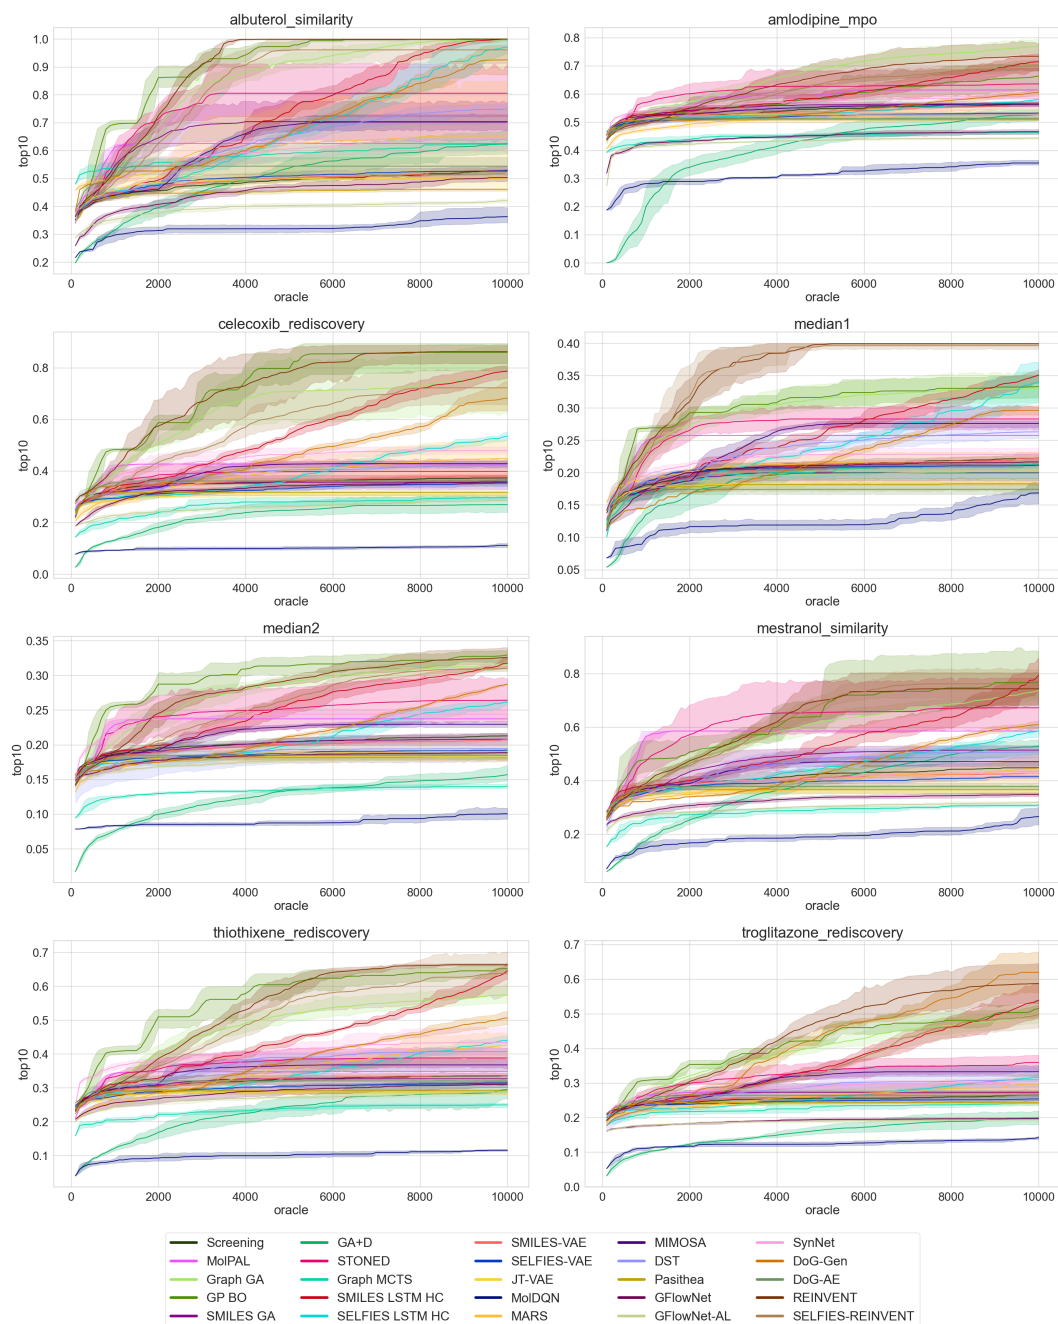 albuterol_similarity
amlodipine_mpo
1.0
0.9
0.8
0.7
0.6
0.5
0.4
0.3
0.2
top10
0 2000 4000 6000 8000 10000
oracle
0.8
0.7
0.6
0.5
0.4
0.3
0.2
0.1
0.0
top10
0 2000 4000 6000 8000 10000
oracle
celecoxib_rediscovery
median1
0.8
0.6
0.4
0.2
0.0
top10
0 2000 4000 6000 8000 10000
oracle
0.40
0.35
0.30
0.25
0.20
0.15
0.10
0.05
top10
0 2000 4000 6000 8000 10000
oracle
median2
mestranol_similarity
0.35
0.30
0.25
0.20
0.15
0.10
0.05
top10
0 2000 4000 6000 8000 10000
oracle
0.8
0.6
0.4
0.2
top10
0 2000 4000 6000 8000 10000
oracle
thiothixene_rediscovery
troglitazone_rediscovery
0.7
0.6
0.5
0.4
0.3
0.2
0.1
top10
0 2000 4000 6000 8000 10000
oracle
0.7
0.6
0.5
0.4
0.3
0.2
0.1
0.0
top10
0 2000 4000 6000 8000 10000
oracle
Screening GA+D SMILES-VAE MIMOSA SynNet
MolPAL STONED SELFIES-VAE DST DoG-Gen
Graph GA Graph MCTS JT-VAE Pasithea DoG-AE
GP BO SMILES LSTM HC MolDQN GFlowNet REINVENT
SMILES GA SELFIES LSTM HC MARS GFlowNet-AL SELFIES-REINVENT